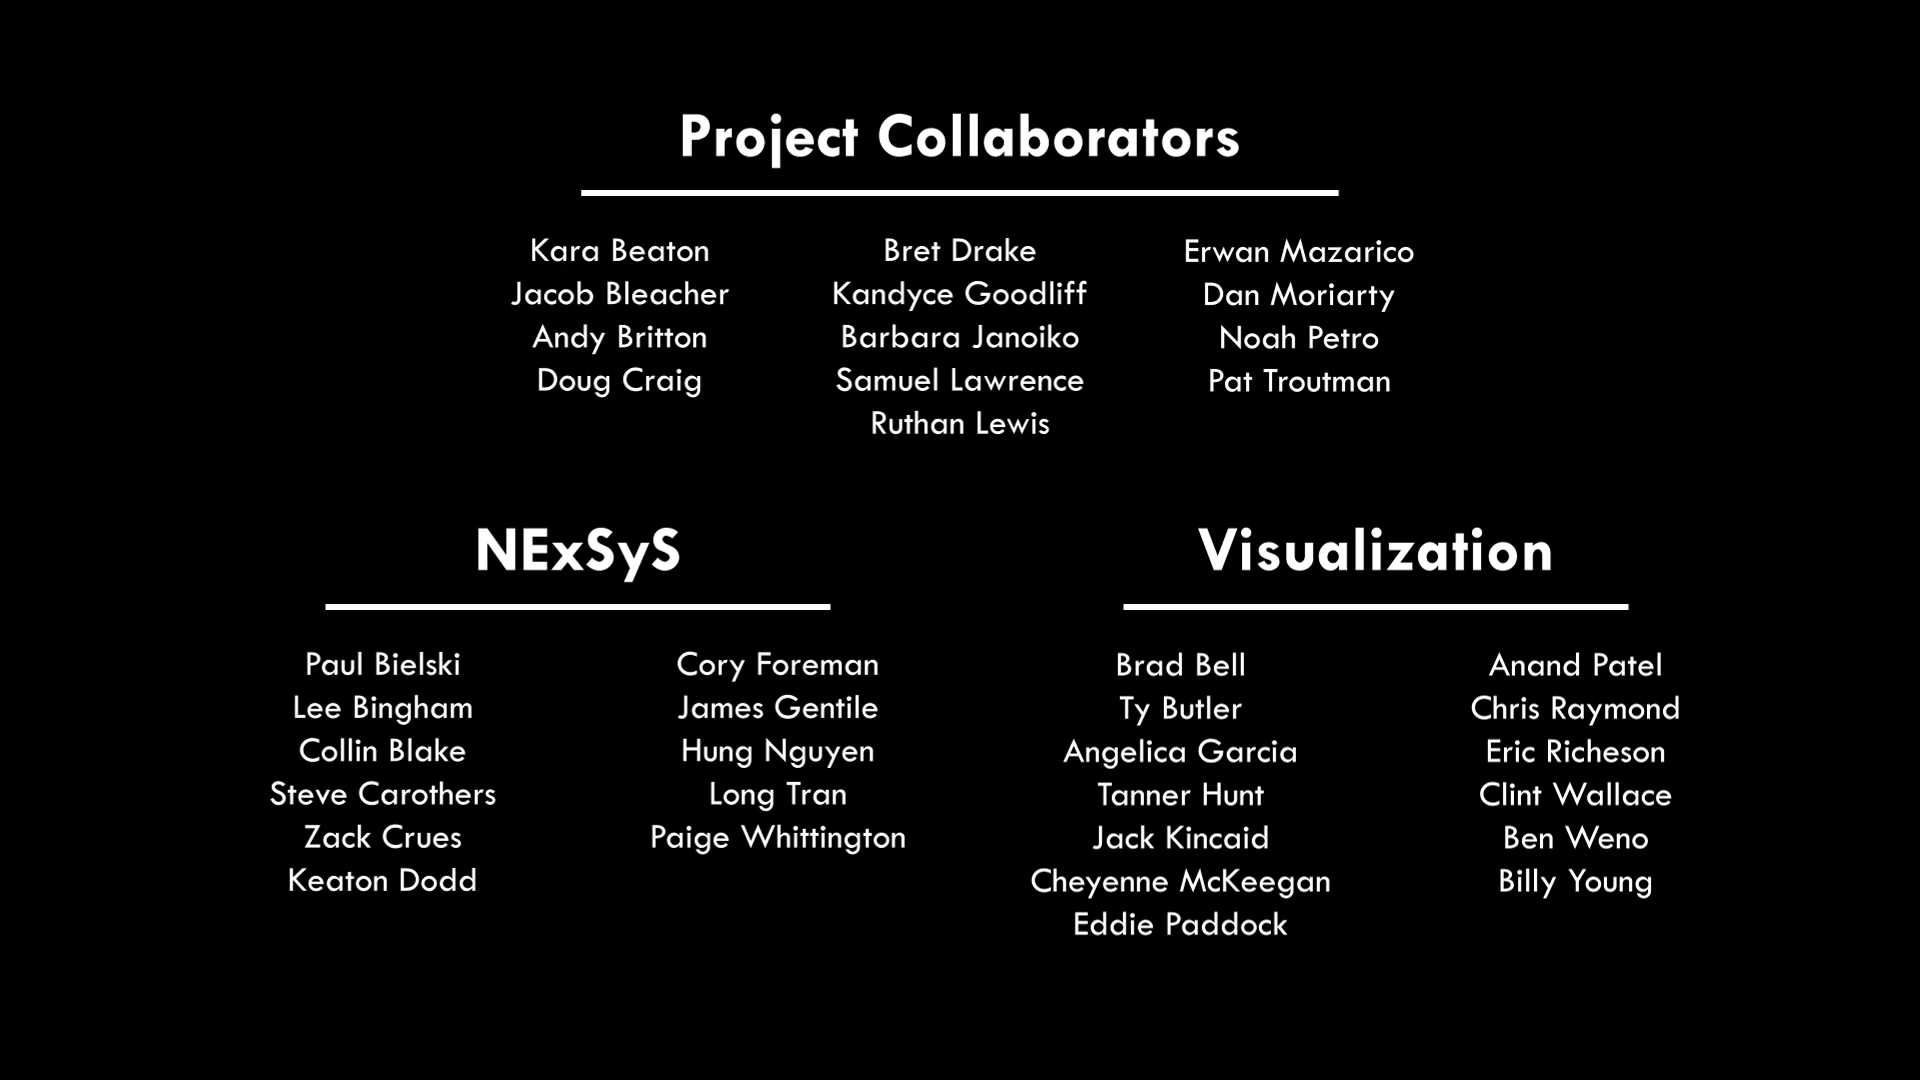 Project Collaborators
Kara Beaton
Jacob Bleacher
Andy Britton
Doug Craig
Bret Drake
Kandyce Goodliff
Barbara Janoiko
Samuel Lawrence
Ruthan Lewis
Erwan Mazarico
Dan Moriarty
Noah Petro
Pat Troutman
NExSyS
Paul Bielski
Lee Bingham
Collin Blake
Steve Carothers
Zack Crues
Keaton Dodd
Cory Foreman
James Gentile
Hung Nguyen
Long Tran
Paige Whittington
Visualization
Brad Bell
Ty Butler
Angelica Garcia
Tanner Hunt
Jack Kincaid
Cheyenne McKeegan
Eddie Paddock
Anand Patel
Chris Raymond
Eric Richeson
Clint Wallace
Ben Weno
Billy Young